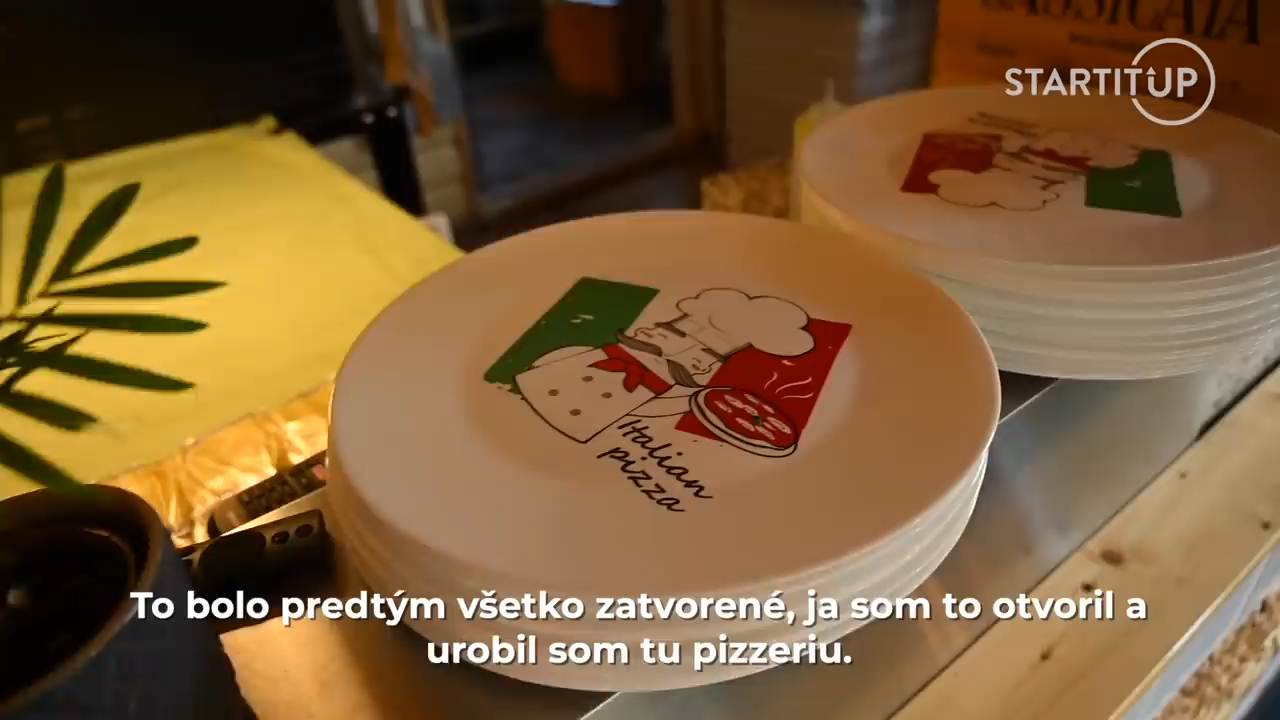 STARTITUP
Italian
pizza
To bolo predtým všetko zatvorené, ja som to otvoril a
urobil som tu pizzeriu.